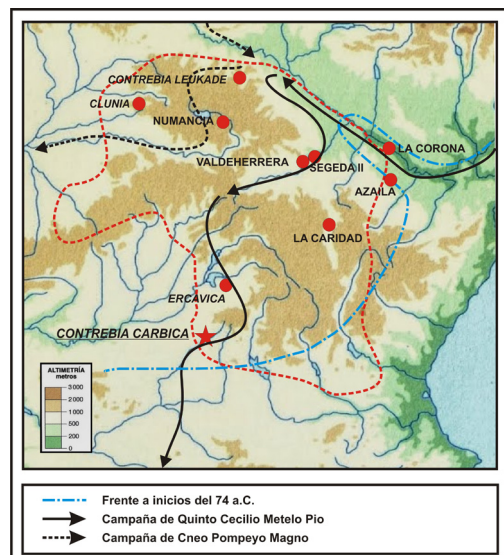 CONTREBIA LEUKADE
CLUNIA
NUMANCIA
LA CORONA
VALDEHERRERA
SEGEDA II
AZAILA
LA CARIDAD
ERCAVICA
CONTREBIA CARBICA
ALTIMETRÍA
metros
3 000
2 000
1 000
500
200
0
Frente a inicios del 74 a.C.
Campaña de Quinto Cecilio Metelo Pio
Campaña de Cneo Pompeyo Magno